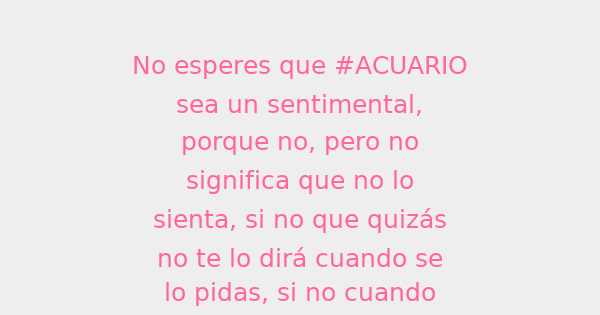 No esperes que #ACUARIO
sea un sentimental,
porque no, pero no
significa que no lo
sienta, si no que quizás
no te lo dirá cuando se
lo pidas, si no cuando